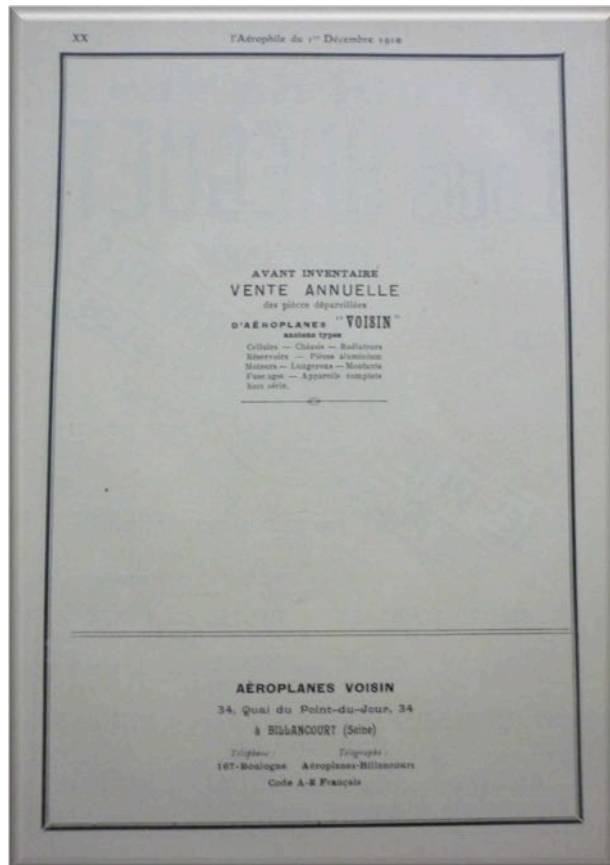 XX l'Aérophile du 1er Décembre 1910
AVANT INVENTAIRE
VENTE ANNUELLE
des pièces dépareillées
D'AÉROPLANES "VOISIN"
anciens types
Cellules — Châssis — Radiateurs
Réservoirs — Pièces aluminium
Moteurs — Longerons — Montants
Fuselages — Appareils complets
hors série.
AÉROPLANES VOISIN
34, Quai du Point-du-Jour, 34
à BILLANCOURT (Seine)
Téléphone : Télégraphe :
167-Boulogne Aéroplanes-Billancourt
Code A-Z Français